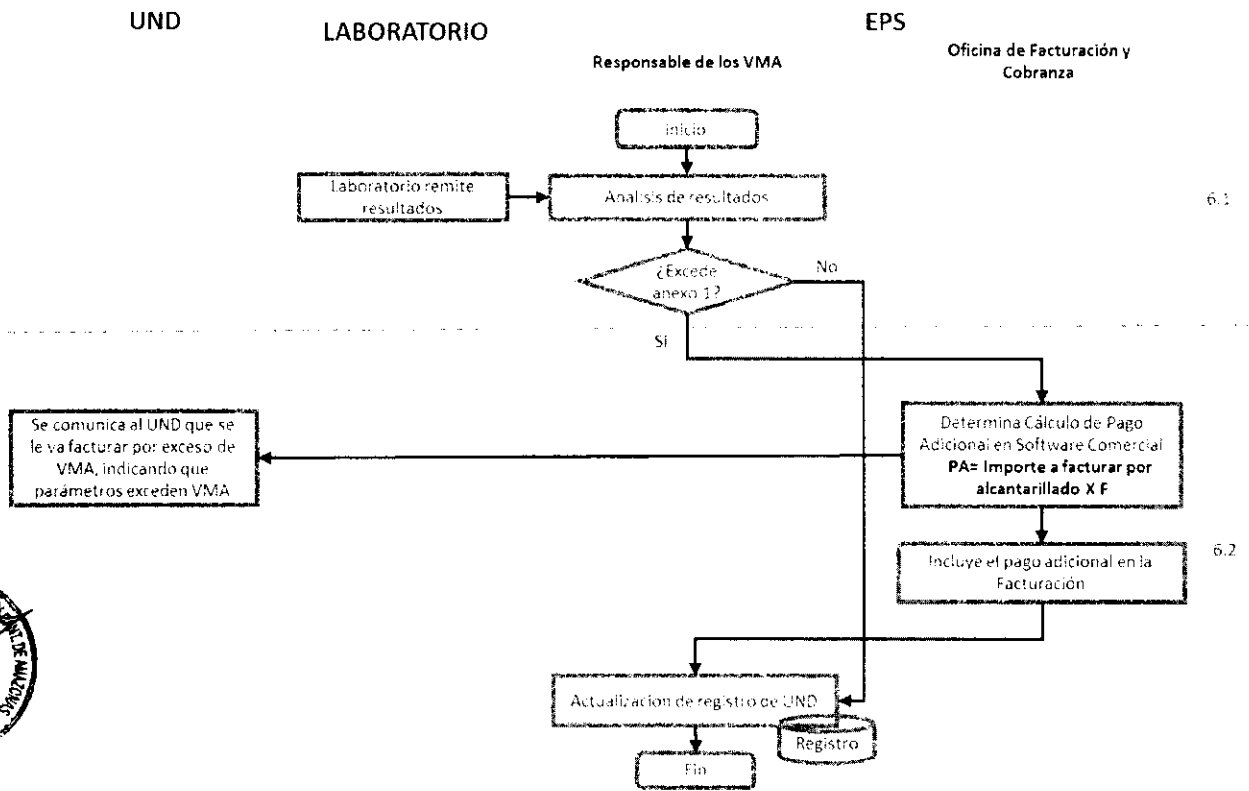 UND
LABORATORIO
EPS
Responsable de los VMA
Oficina de Facturación y
Cobranza
Inicio
Laboratorio remite
resultados
Analisis de resultados
6.1
¿Excede
anexo 1?
No
Si
Se comunica al UND que se
le va facturar por exceso de
VMA, indicando que
parámetros exceden VMA
Determina Cálculo de Pago
Adicional en Software Comercial
PA= Importe a facturar por
alcantarillado X F
6.2
Incluye el pago adicional en la
Facturación
DE AMAZONAS
Actualizacion de registro de UND
Registro
Fin